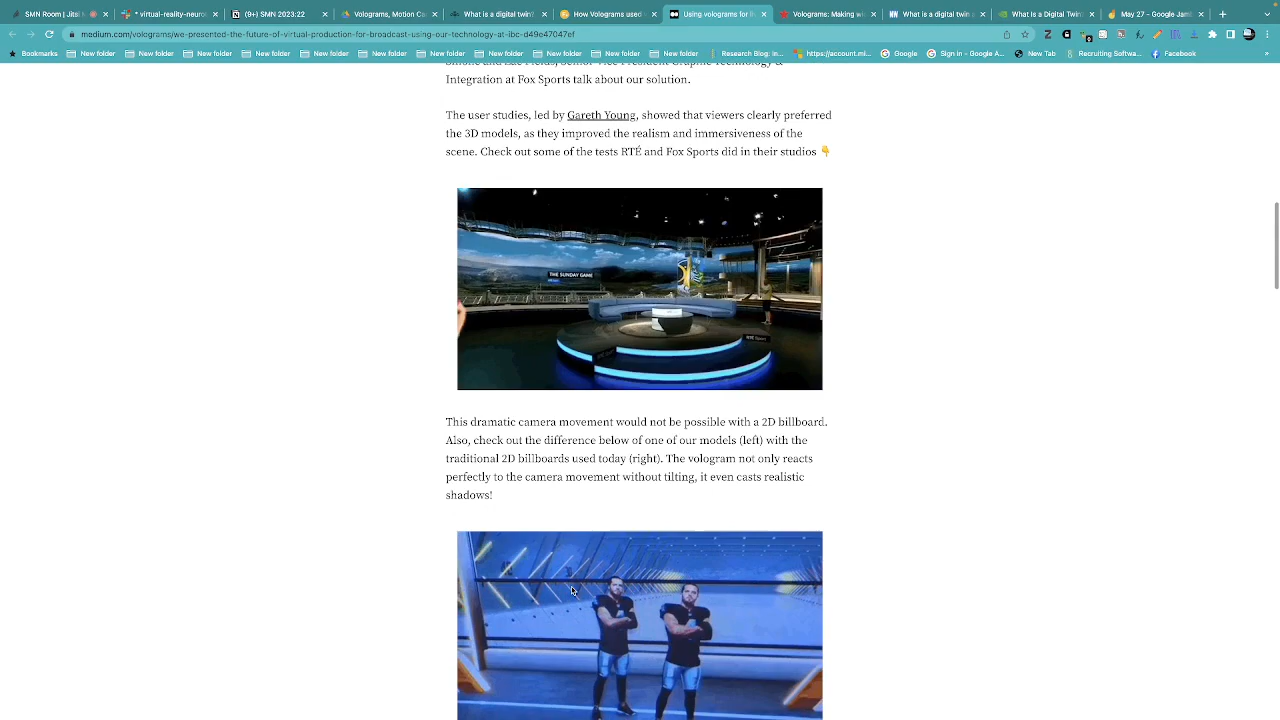 SMN Room | Jitsi M
* virtual-reality-neuro
(9+) SMN 2023:22
Volograms, Motion Ca
What is a digital twin?
How Volograms used
Using volograms for li
Volograms: Making vi
What is a digital twin a
What Is a Digital Twin
May 27 – Google Jam
medium.com/volograms/we-presented-the-future-of-virtual-production-for-broadcast-using-our-technology-at-ibc-d49e47047ef
Bookmarks
New folder
New folder
New folder
New folder
New folder
New folder
New folder
New folder
Research Blog: In...
https://account.mi...
Google
Sign in – Google A...
New Tab
Recruiting Softwa...
Facebook
»
Simone and Zac Fields, Senior Vice President Graphic Technology &
Integration at Fox Sports talk about our solution.
The user studies, led by Gareth Young, showed that viewers clearly preferred
the 3D models, as they improved the realism and immersiveness of the
scene. Check out some of the tests RTÉ and Fox Sports did in their studios 👇
THE SUNDAY GAME
RTÉ Sport
This dramatic camera movement would not be possible with a 2D billboard.
Also, check out the difference below of one of our models (left) with the
traditional 2D billboards used today (right). The vologram not only reacts
perfectly to the camera movement without tilting, it even casts realistic
shadows!